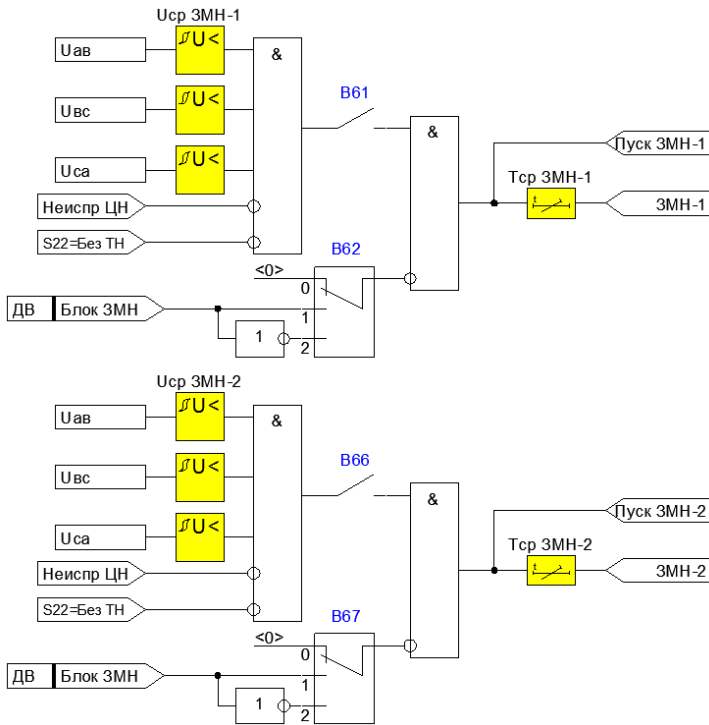 Uср ЗМН-1
Uав
U<
&
B61
Uвс
U<
&
Пуск ЗМН-1
Uса
U<
Тср ЗМН-1
t
ЗМН-1
Неиспр ЦН
S22=Без ТН
B62
<0>
0
ДВ Блок ЗМН
1
1
2
Uср ЗМН-2
Uав
U<
&
B66
Uвс
U<
&
Пуск ЗМН-2
Uса
U<
Тср ЗМН-2
t
ЗМН-2
Неиспр ЦН
S22=Без ТН
B67
<0>
0
ДВ Блок ЗМН
1
1
2